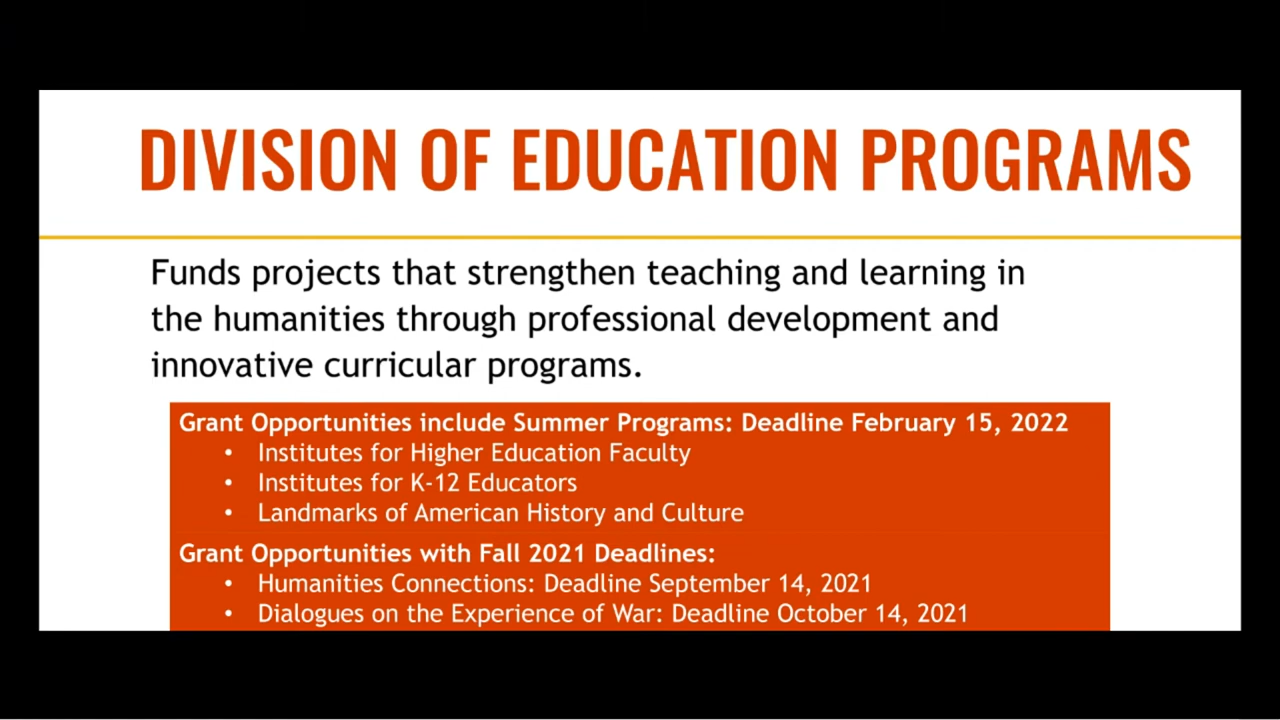 DIVISION OF EDUCATION PROGRAMS
Funds projects that strengthen teaching and learning in
the humanities through professional development and
innovative curricular programs.
Grant Opportunities include Summer Programs: Deadline February 15, 2022
• Institutes for Higher Education Faculty
• Institutes for K-12 Educators
• Landmarks of American History and Culture
Grant Opportunities with Fall 2021 Deadlines:
• Humanities Connections: Deadline September 14, 2021
• Dialogues on the Experience of War: Deadline October 14, 2021